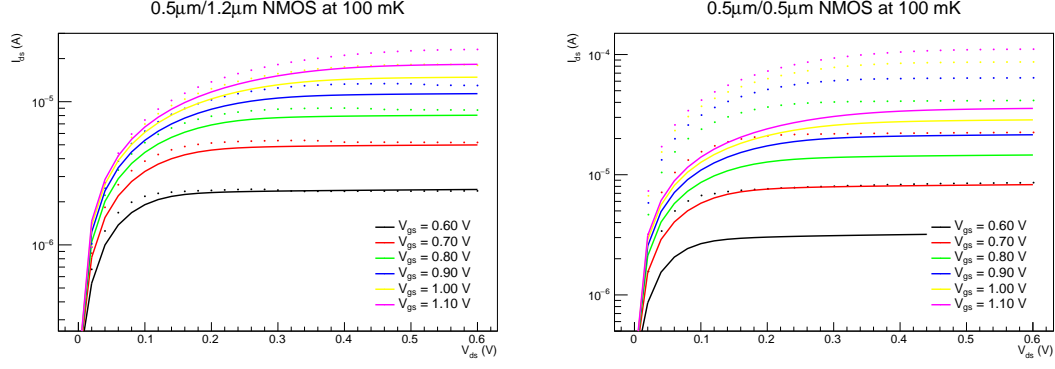 0.5μm/1.2μm NMOS at 100 mK
I_ds (A)
10⁻⁵
10⁻⁶
V_gs = 0.60 V
V_gs = 0.70 V
V_gs = 0.80 V
V_gs = 0.90 V
V_gs = 1.00 V
V_gs = 1.10 V
0 0.1 0.2 0.3 0.4 0.5 0.6
V_ds (V)
0.5μm/0.5μm NMOS at 100 mK
I_ds (A)
10⁻⁴
10⁻⁵
10⁻⁶
V_gs = 0.60 V
V_gs = 0.70 V
V_gs = 0.80 V
V_gs = 0.90 V
V_gs = 1.00 V
V_gs = 1.10 V
0 0.1 0.2 0.3 0.4 0.5 0.6
V_ds (V)